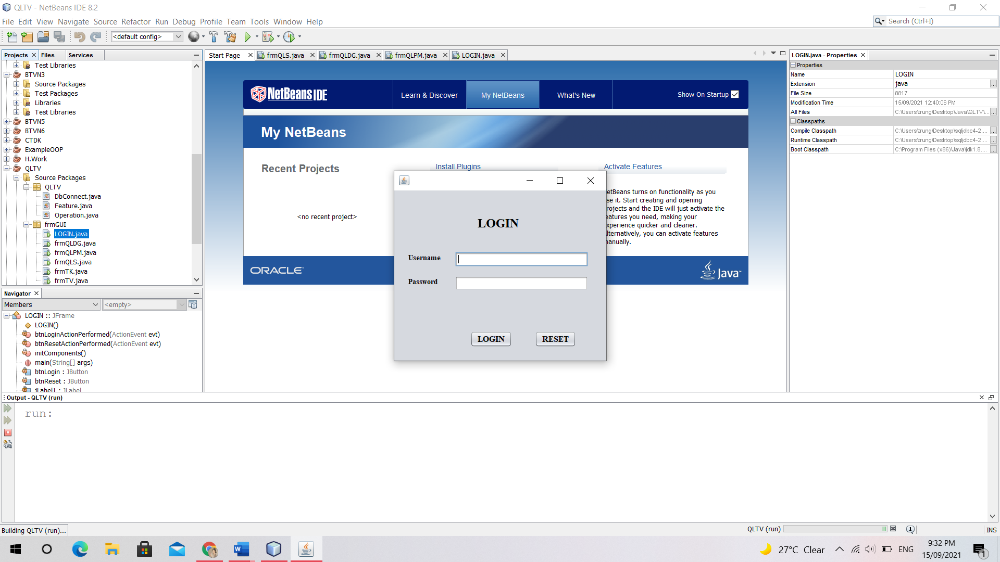 QLTV - NetBeans IDE 8.2
File Edit View Navigate Source Refactor Run Debug Profile Team Tools Window Help
Search (Ctrl+I)
<default config>
Projects Files Services
Test Libraries
BTVN3
Source Packages
Test Packages
Libraries
Test Libraries
BTVN5
BTVN6
CTDK
ExampleOOP
H.Work
QLTV
Source Packages
QLTV
DbConnect.java
Feature.java
Operation.java
frmGUI
LOGIN.java
frmQLDG.java
frmQLPM.java
frmQLS.java
frmTK.java
frmTV.java
Navigator
Members
<empty>
LOGIN :: JFrame
LOGIN()
btnLoginActionPerformed(ActionEvent evt)
btnResetActionPerformed(ActionEvent evt)
initComponents()
main(String[] args)
btnLogin : JButton
btnReset : JButton
jLabel1 : JLabel
Start Page frmQLS.java frmQLDG.java frmQLPM.java LOGIN.java
NetBeans IDE
Learn & Discover
My NetBeans
What's New
Show On Startup
My NetBeans
Recent Projects
<no recent project>
Install Plugins
Activate Features
etBeans turns on functionality as you
se it. Start creating and opening
rojects and the IDE will just activate the
eatures you need, making your
xperience quicker and cleaner.
lternatively, you can activate features
anually.
ORACLE
Java
LOGIN
Username
Password
LOGIN
RESET
LOGIN.java - Properties
Properties
Name LOGIN
Extension java
File Size 8817
Modification Time 15/09/2021 12:40:06 PM
All Files C:\Users\trung\Desktop\Java\QLTV\...
Classpaths
Compile Classpath C:\Users\trung\Desktop\sqljdbc4-2....
Runtime Classpath C:\Users\trung\Desktop\sqljdbc4-2....
Boot Classpath C:\Program Files (x86)\Java\jdk1.8....
Output - QLTV (run)
run:
Building QLTV (run)...
QLTV (run)
1
INS
27°C Clear
ENG
9:32 PM
15/09/2021
1